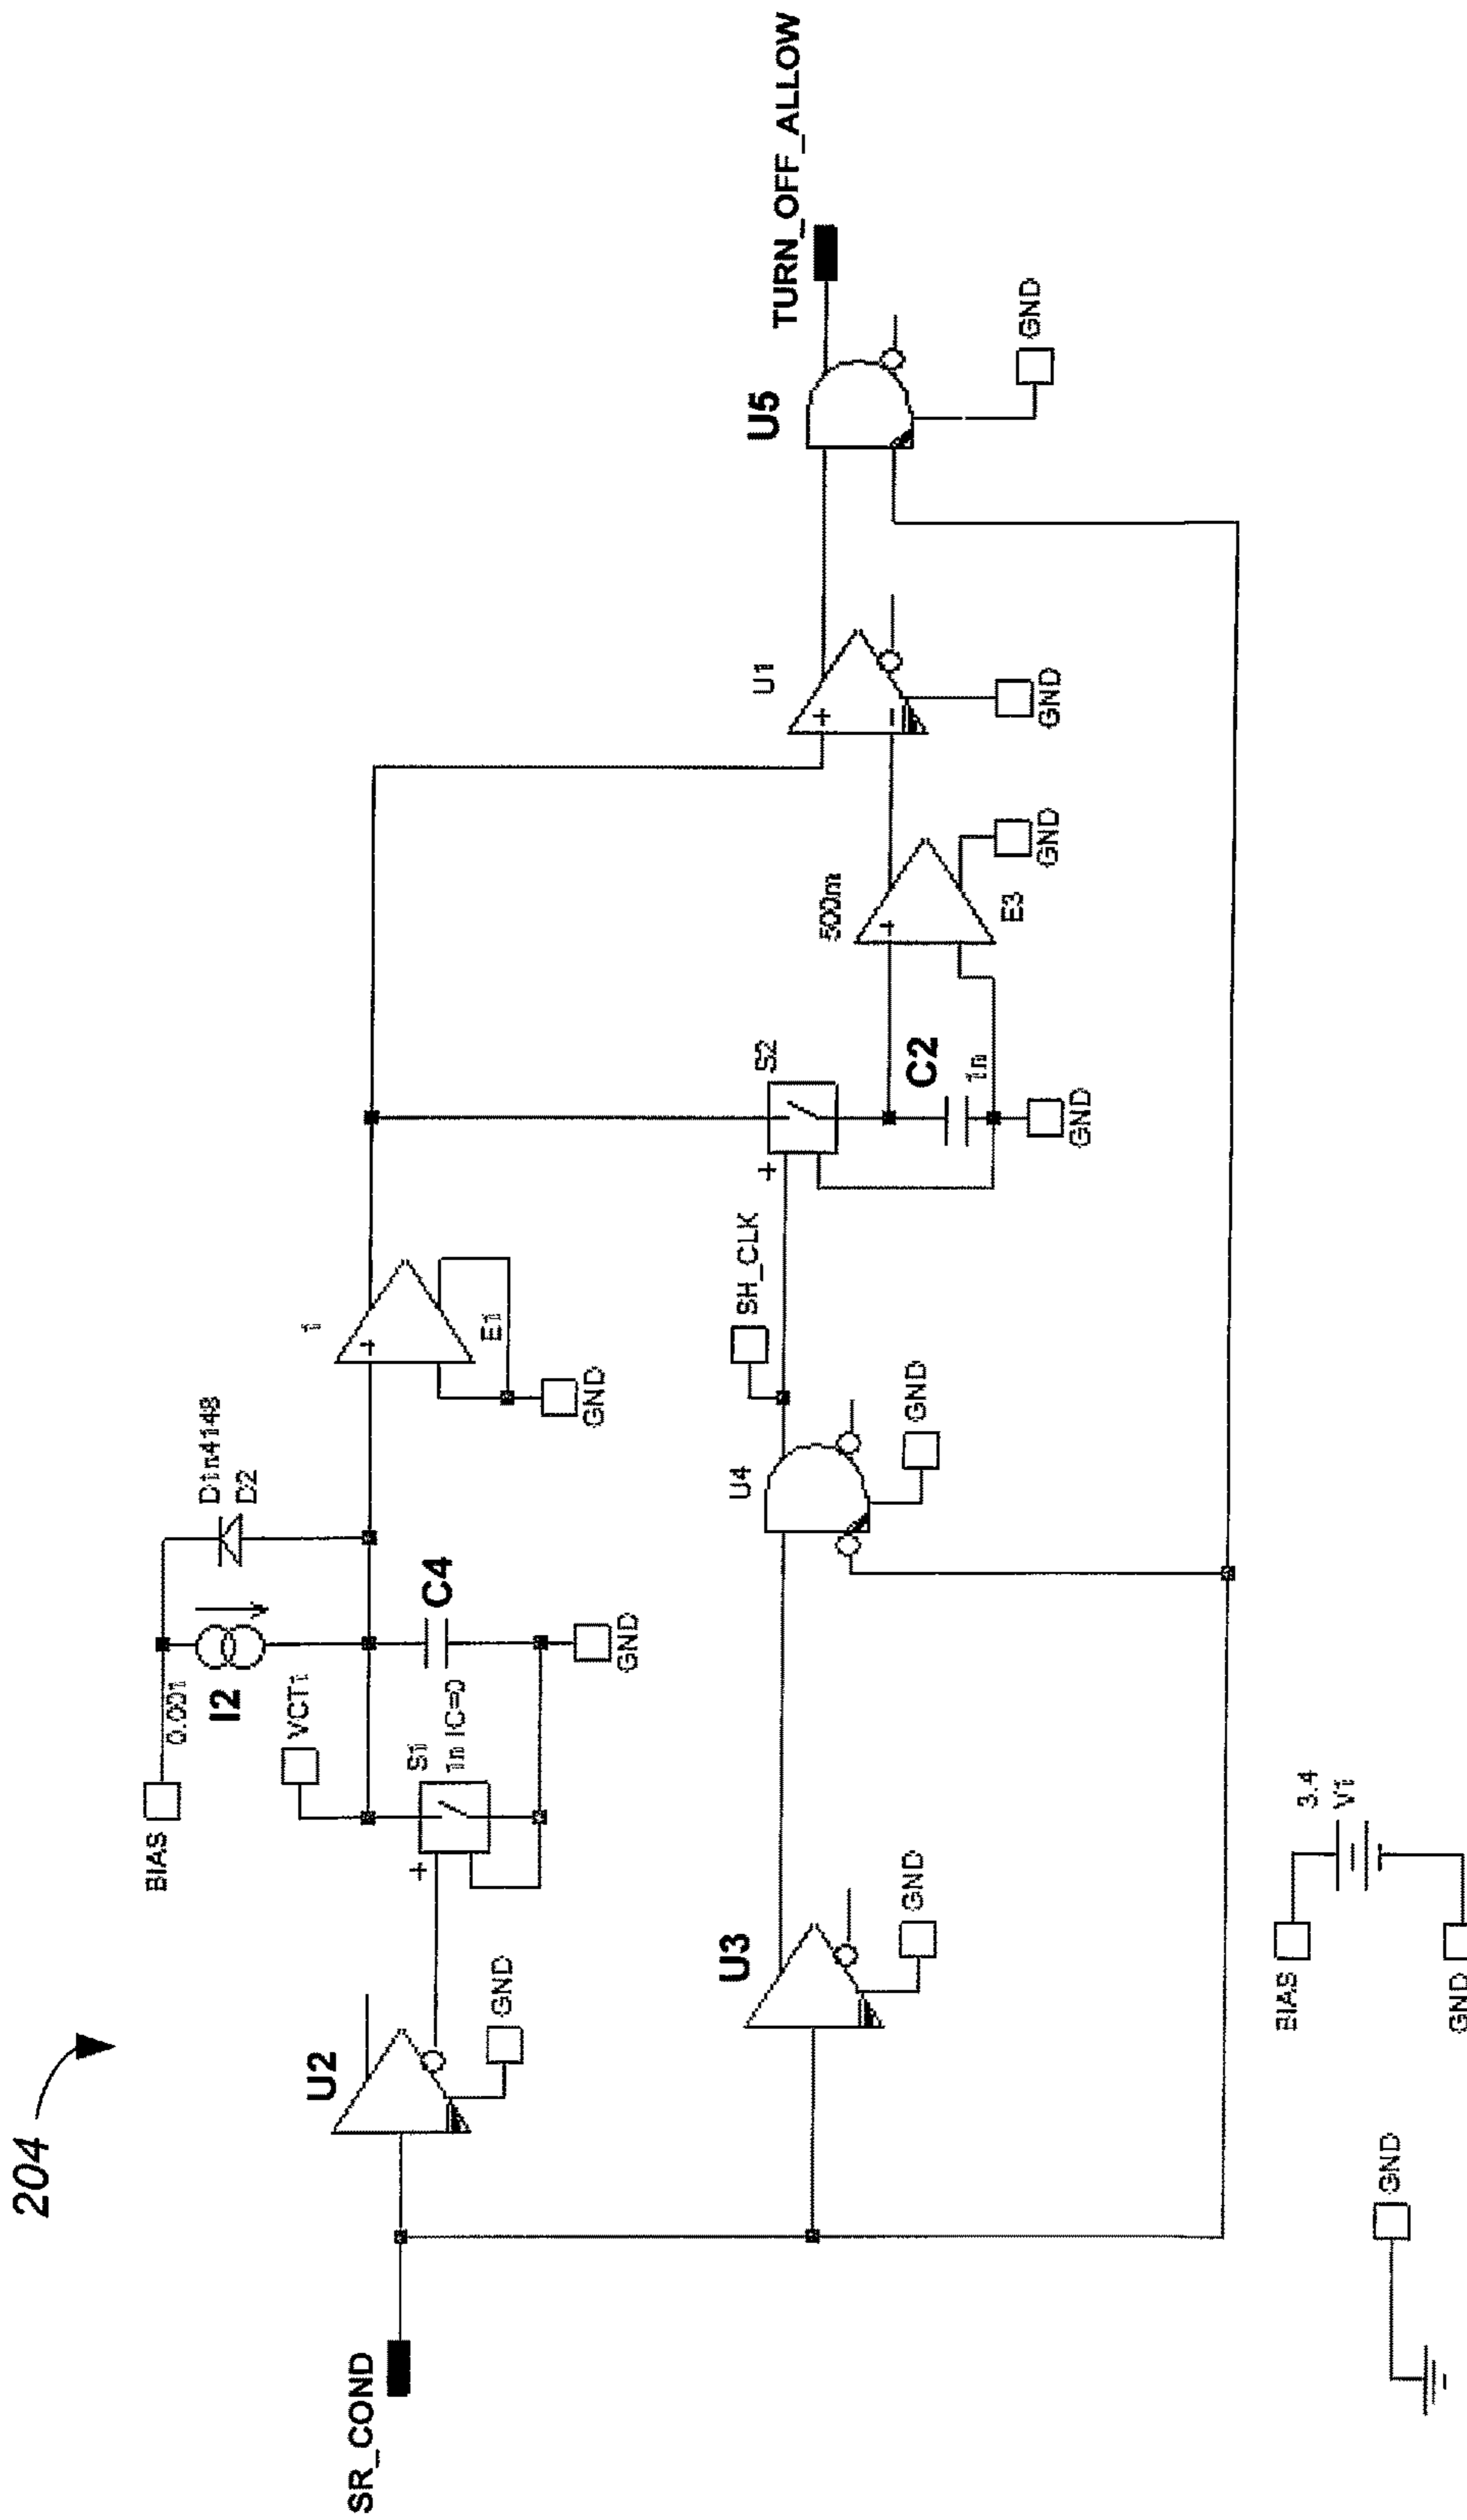 204
SR_COND
U2
GND
BIAS
0.001
I2
VCT1
S1
1n IC=0
C4
GND
D1n4148
D2
1
E1
GND
U3
GND
U4
GND
SH_CLK
S2
C2
1n
GND
500m
E3
GND
U1
GND
U5
GND
TURN_OFF_ALLOW
GND
BIAS
3.4
V1
GND